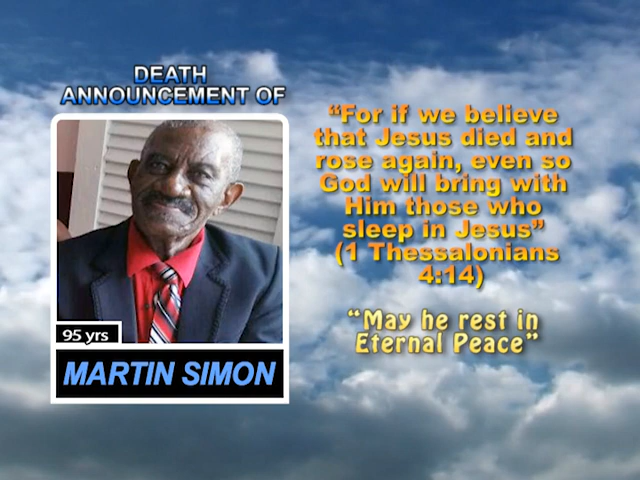 DEATH
ANNOUNCEMENT OF
95 yrs
MARTIN SIMON
“For if we believe
that Jesus died and
rose again, even so
God will bring with
Him those who
sleep in Jesus”
(1 Thessalonians
4:14)
“May he rest in
Eternal Peace”